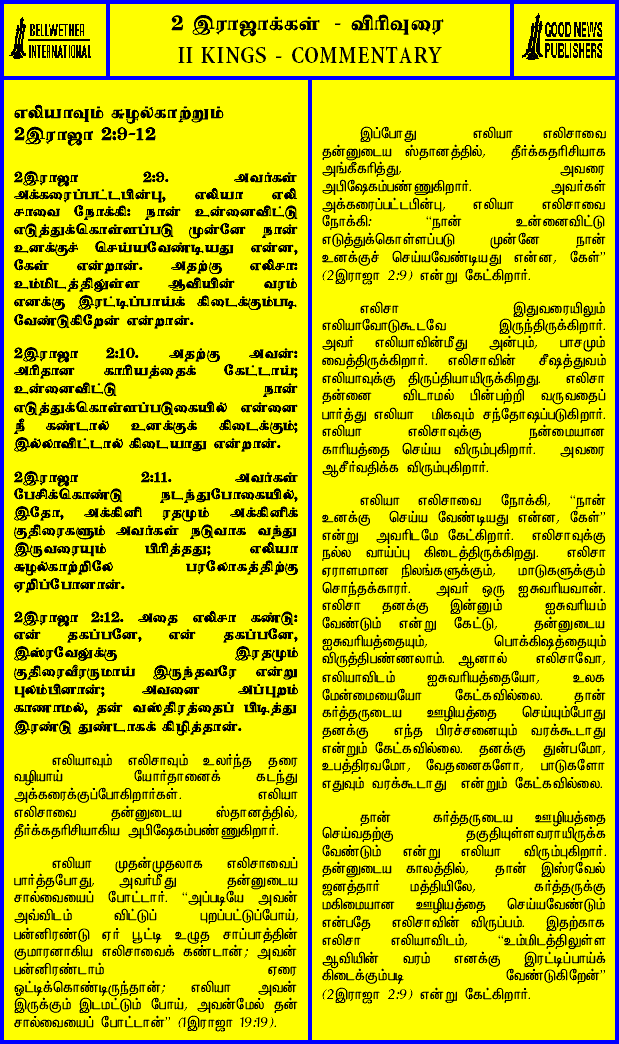 BELLWETHER
INTERNATIONAL
2 இராஜாக்கள் - விரிவுரை
II KINGS - COMMENTARY
GOOD NEWS
PUBLISHERS
எலியாவும் சுழல்காற்றும்
2இராஜா 2:9-12
2இராஜா 2:9. அவர்கள்
அக்கரைப்பட்டபின்பு, எலியா எலி
சாவை நோக்கி: நான் உன்னைவிட்டு
எடுத்துக்கொள்ளப்படு முன்னே நான்
உனக்குச் செய்யவேண்டியது என்ன,
கேள் என்றான். அதற்கு எலிசா:
உம்மிடத்திலுள்ள ஆவியின் வரம்
எனக்கு இரட்டிப்பாய்க் கிடைக்கும்படி
வேண்டுகிறேன் என்றான்.
2இராஜா 2:10. அதற்கு அவன்:
அரிதான காரியத்தைக் கேட்டாய்;
உன்னைவிட்டு நான்
எடுத்துக்கொள்ளப்படுகையில் என்னை
நீ கண்டால் உனக்குக் கிடைக்கும்;
இல்லாவிட்டால் கிடையாது என்றான்.
2இராஜா 2:11. அவர்கள்
பேசிக்கொண்டு நடந்துபோகையில்,
இதோ, அக்கினி ரதமும் அக்கினிக்
குதிரைகளும் அவர்கள் நடுவாக வந்து
இருவரையும் பிரித்தது; எலியா
சுழல்காற்றிலே பரலோகத்திற்கு
ஏறிப்போனான்.
2இராஜா 2:12. அதை எலிசா கண்டு:
என் தகப்பனே, என் தகப்பனே,
இஸ்ரவேலுக்கு இரதமும்
குதிரைவீரருமாய் இருந்தவரே என்று
புலம்பினான்; அவனை அப்புறம்
காணாமல், தன் வஸ்திரத்தைப் பிடித்து
இரண்டு துண்டாகக் கிழித்தான்.
எலியாவும் எலிசாவும் உலர்ந்த தரை
வழியாய் யோர்தானைக் கடந்து
அக்கரைக்குப்போகிறார்கள். எலியா
எலிசாவை தன்னுடைய ஸ்தானத்தில்,
தீர்க்கதரிசியாகிய அபிஷேகம்பண்ணுகிறார்.
எலியா முதன்முதலாக எலிசாவைப்
பார்த்தபோது, அவர்மீது தன்னுடைய
சால்வையைப் போட்டார். “அப்படியே அவன்
அவ்விடம் விட்டுப் புறப்பட்டுப்போய்,
பன்னிரண்டு ஏர் பூட்டி உழுத சாப்பாத்தின்
குமாரனாகிய எலிசாவைக் கண்டான்; அவன்
பன்னிரண்டாம் ஏரை
ஓட்டிக்கொண்டிருந்தான்; எலியா அவன்
இருக்கும் இடமட்டும் போய், அவன்மேல் தன்
சால்வையைப் போட்டான்” (1இராஜா 19:19).
இப்போது எலியா எலிசாவை
தன்னுடைய ஸ்தானத்தில், தீர்க்கதரிசியாக
அங்கீகரித்து, அவரை
அபிஷேகம்பண்ணுகிறார். அவர்கள்
அக்கரைப்பட்டபின்பு, எலியா எலிசாவை
நோக்கி: “நான் உன்னைவிட்டு
எடுத்துக்கொள்ளப்படு முன்னே நான்
உனக்குச் செய்யவேண்டியது என்ன, கேள்”
(2இராஜா 2:9) என்று கேட்கிறார்.
எலிசா இதுவரையிலும்
எலியாவோடுகூடவே இருந்திருக்கிறார்.
அவர் எலியாவின்மீது அன்பும், பாசமும்
வைத்திருக்கிறார். எலிசாவின் சீஷத்துவம்
எலியாவுக்கு திருப்தியாயிருக்கிறது. எலிசா
தன்னை விடாமல் பின்பற்றி வருவதைப்
பார்த்து எலியா மிகவும் சந்தோஷப்படுகிறார்.
எலியா எலிசாவுக்கு நன்மையான
காரியத்தை செய்ய விரும்புகிறார். அவரை
ஆசீர்வதிக்க விரும்புகிறார்.
எலியா எலிசாவை நோக்கி, “நான்
உனக்கு செய்ய வேண்டியது என்ன, கேள்”
என்று அவரிடமே கேட்கிறார். எலிசாவுக்கு
நல்ல வாய்ப்பு கிடைத்திருக்கிறது. எலிசா
ஏராளமான நிலங்களுக்கும், மாடுகளுக்கும்
சொந்தக்காரர். அவர் ஒரு ஐசுவரியவான்.
எலிசா தனக்கு இன்னும் ஐசுவரியம்
வேண்டும் என்று கேட்டு, தன்னுடைய
ஐசுவரியத்தையும், பொக்கிஷத்தையும்
விருத்திபண்ணலாம். ஆனால் எலிசாவோ,
எலியாவிடம் ஐசுவரியத்தையோ, உலக
மேன்மையையோ கேட்கவில்லை. தான்
கர்த்தருடைய ஊழியத்தை செய்யும்போது
தனக்கு எந்த பிரச்சனையும் வரக்கூடாது
என்றும் கேட்கவில்லை. தனக்கு துன்பமோ,
உபத்திரவமோ, வேதனைகளோ, பாடுகளோ
எதுவும் வரக்கூடாது என்றும் கேட்கவில்லை.
தான் கர்த்தருடைய ஊழியத்தை
செய்வதற்கு தகுதியுள்ளவராயிருக்க
வேண்டும் என்று எலியா விரும்புகிறார்.
தன்னுடைய காலத்தில், தான் இஸ்ரவேல்
ஜனத்தார் மத்தியிலே, கர்த்தருக்கு
மகிமையான ஊழியத்தை செய்யவேண்டும்
என்பதே எலிசாவின் விருப்பம். இதற்காக
எலிசா எலியாவிடம், “உம்மிடத்திலுள்ள
ஆவியின் வரம் எனக்கு இரட்டிப்பாய்க்
கிடைக்கும்படி வேண்டுகிறேன்”
(2இராஜா 2:9) என்று கேட்கிறார்.